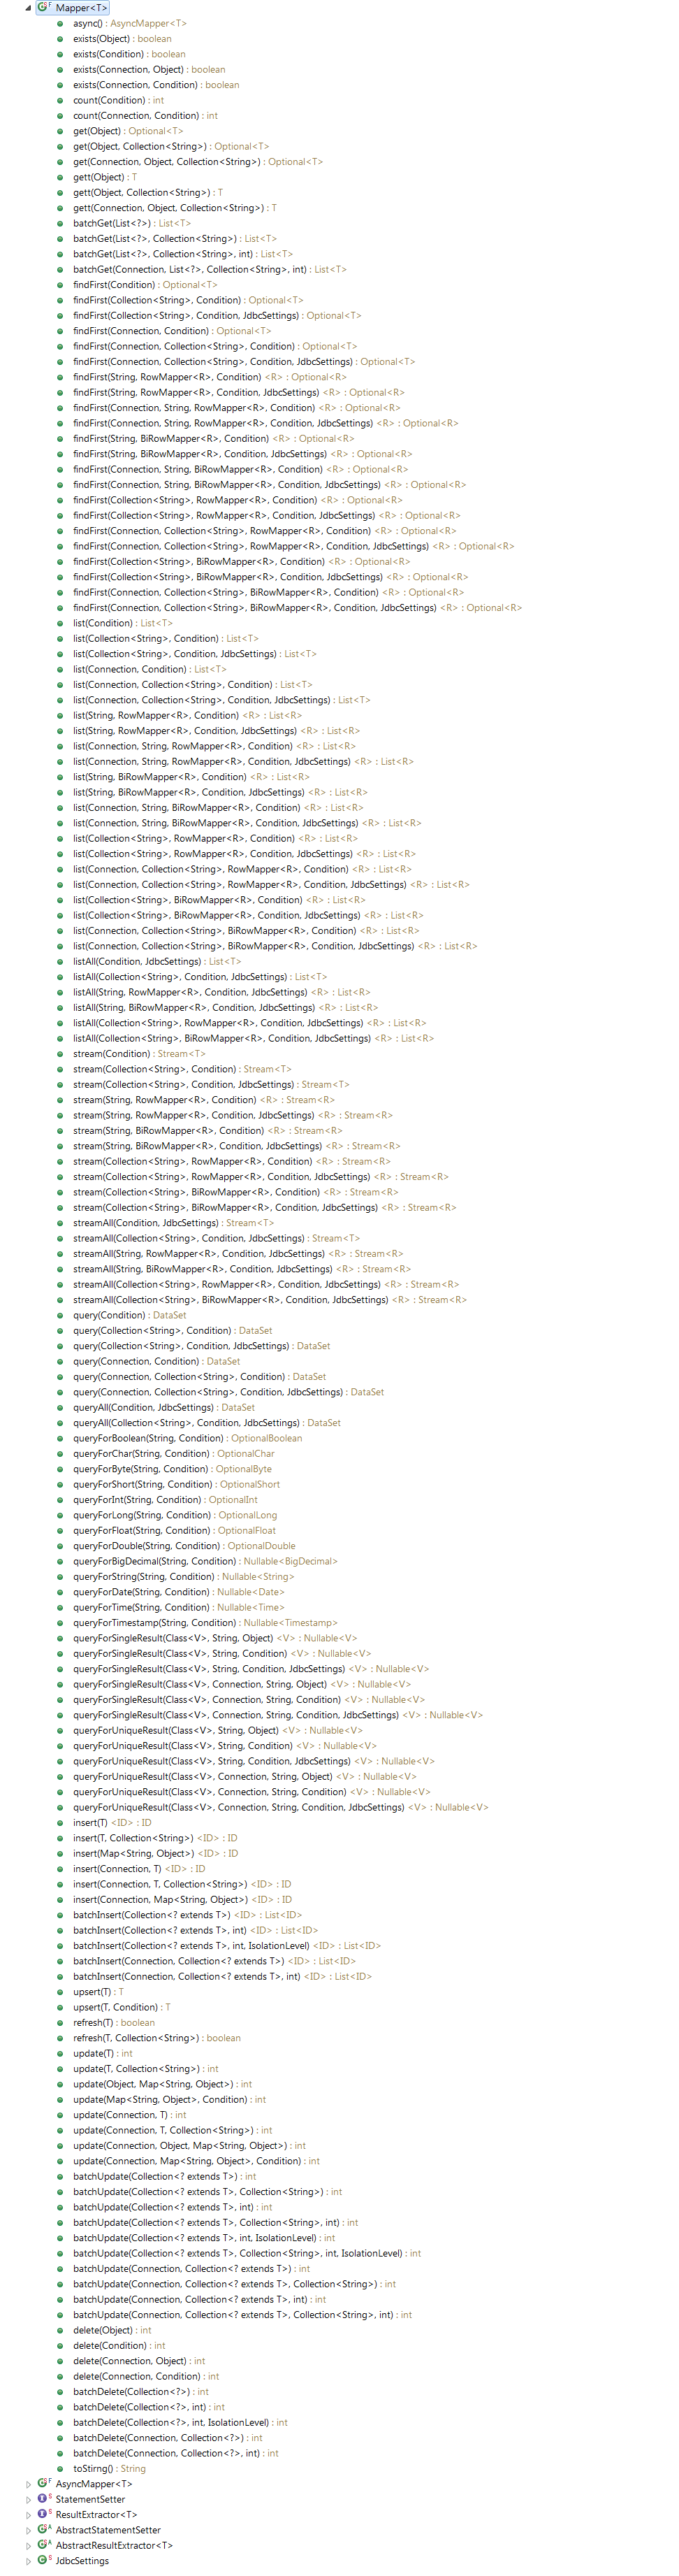 Mapper<T>
async() : AsyncMapper<T>
exists(Object) : boolean
exists(Condition) : boolean
exists(Connection, Object) : boolean
exists(Connection, Condition) : boolean
count(Condition) : int
count(Connection, Condition) : int
get(Object) : Optional<T>
get(Object, Collection<String>) : Optional<T>
get(Connection, Object, Collection<String>) : Optional<T>
gett(Object) : T
gett(Object, Collection<String>) : T
gett(Connection, Object, Collection<String>) : T
batchGet(List<?>) : List<T>
batchGet(List<?>, Collection<String>) : List<T>
batchGet(List<?>, Collection<String>, int) : List<T>
batchGet(Connection, List<?>, Collection<String>, int) : List<T>
findFirst(Condition) : Optional<T>
findFirst(Collection<String>, Condition) : Optional<T>
findFirst(Collection<String>, Condition, JdbcSettings) : Optional<T>
findFirst(Connection, Condition) : Optional<T>
findFirst(Connection, Collection<String>, Condition) : Optional<T>
findFirst(Connection, Collection<String>, Condition, JdbcSettings) : Optional<T>
findFirst(String, RowMapper<R>, Condition) <R> : Optional<R>
findFirst(String, RowMapper<R>, Condition, JdbcSettings) <R> : Optional<R>
findFirst(Connection, String, RowMapper<R>, Condition) <R> : Optional<R>
findFirst(Connection, String, RowMapper<R>, Condition, JdbcSettings) <R> : Optional<R>
findFirst(String, BiRowMapper<R>, Condition) <R> : Optional<R>
findFirst(String, BiRowMapper<R>, Condition, JdbcSettings) <R> : Optional<R>
findFirst(Connection, String, BiRowMapper<R>, Condition) <R> : Optional<R>
findFirst(Connection, String, BiRowMapper<R>, Condition, JdbcSettings) <R> : Optional<R>
findFirst(Collection<String>, RowMapper<R>, Condition) <R> : Optional<R>
findFirst(Collection<String>, RowMapper<R>, Condition, JdbcSettings) <R> : Optional<R>
findFirst(Connection, Collection<String>, RowMapper<R>, Condition) <R> : Optional<R>
findFirst(Connection, Collection<String>, RowMapper<R>, Condition, JdbcSettings) <R> : Optional<R>
findFirst(Collection<String>, BiRowMapper<R>, Condition) <R> : Optional<R>
findFirst(Collection<String>, BiRowMapper<R>, Condition, JdbcSettings) <R> : Optional<R>
findFirst(Connection, Collection<String>, BiRowMapper<R>, Condition) <R> : Optional<R>
findFirst(Connection, Collection<String>, BiRowMapper<R>, Condition, JdbcSettings) <R> : Optional<R>
list(Condition) : List<T>
list(Collection<String>, Condition) : List<T>
list(Collection<String>, Condition, JdbcSettings) : List<T>
list(Connection, Condition) : List<T>
list(Connection, Collection<String>, Condition) : List<T>
list(Connection, Collection<String>, Condition, JdbcSettings) : List<T>
list(String, RowMapper<R>, Condition) <R> : List<R>
list(String, RowMapper<R>, Condition, JdbcSettings) <R> : List<R>
list(Connection, String, RowMapper<R>, Condition) <R> : List<R>
list(Connection, String, RowMapper<R>, Condition, JdbcSettings) <R> : List<R>
list(String, BiRowMapper<R>, Condition) <R> : List<R>
list(String, BiRowMapper<R>, Condition, JdbcSettings) <R> : List<R>
list(Connection, String, BiRowMapper<R>, Condition) <R> : List<R>
list(Connection, String, BiRowMapper<R>, Condition, JdbcSettings) <R> : List<R>
list(Collection<String>, RowMapper<R>, Condition) <R> : List<R>
list(Collection<String>, RowMapper<R>, Condition, JdbcSettings) <R> : List<R>
list(Connection, Collection<String>, RowMapper<R>, Condition) <R> : List<R>
list(Connection, Collection<String>, RowMapper<R>, Condition, JdbcSettings) <R> : List<R>
list(Collection<String>, BiRowMapper<R>, Condition) <R> : List<R>
list(Collection<String>, BiRowMapper<R>, Condition, JdbcSettings) <R> : List<R>
list(Connection, Collection<String>, BiRowMapper<R>, Condition) <R> : List<R>
list(Connection, Collection<String>, BiRowMapper<R>, Condition, JdbcSettings) <R> : List<R>
listAll(Condition, JdbcSettings) : List<T>
listAll(Collection<String>, Condition, JdbcSettings) : List<T>
listAll(String, RowMapper<R>, Condition, JdbcSettings) <R> : List<R>
listAll(String, BiRowMapper<R>, Condition, JdbcSettings) <R> : List<R>
listAll(Collection<String>, RowMapper<R>, Condition, JdbcSettings) <R> : List<R>
listAll(Collection<String>, BiRowMapper<R>, Condition, JdbcSettings) <R> : List<R>
stream(Condition) : Stream<T>
stream(Collection<String>, Condition) : Stream<T>
stream(Collection<String>, Condition, JdbcSettings) : Stream<T>
stream(String, RowMapper<R>, Condition) <R> : Stream<R>
stream(String, RowMapper<R>, Condition, JdbcSettings) <R> : Stream<R>
stream(String, BiRowMapper<R>, Condition) <R> : Stream<R>
stream(String, BiRowMapper<R>, Condition, JdbcSettings) <R> : Stream<R>
stream(Collection<String>, RowMapper<R>, Condition) <R> : Stream<R>
stream(Collection<String>, RowMapper<R>, Condition, JdbcSettings) <R> : Stream<R>
stream(Collection<String>, BiRowMapper<R>, Condition) <R> : Stream<R>
stream(Collection<String>, BiRowMapper<R>, Condition, JdbcSettings) <R> : Stream<R>
streamAll(Condition, JdbcSettings) : Stream<T>
streamAll(Collection<String>, Condition, JdbcSettings) : Stream<T>
streamAll(String, RowMapper<R>, Condition, JdbcSettings) <R> : Stream<R>
streamAll(String, BiRowMapper<R>, Condition, JdbcSettings) <R> : Stream<R>
streamAll(Collection<String>, RowMapper<R>, Condition, JdbcSettings) <R> : Stream<R>
streamAll(Collection<String>, BiRowMapper<R>, Condition, JdbcSettings) <R> : Stream<R>
query(Condition) : DataSet
query(Collection<String>, Condition) : DataSet
query(Collection<String>, Condition, JdbcSettings) : DataSet
query(Connection, Condition) : DataSet
query(Connection, Collection<String>, Condition) : DataSet
query(Connection, Collection<String>, Condition, JdbcSettings) : DataSet
queryAll(Condition, JdbcSettings) : DataSet
queryAll(Collection<String>, Condition, JdbcSettings) : DataSet
queryForBoolean(String, Condition) : OptionalBoolean
queryForChar(String, Condition) : OptionalChar
queryForByte(String, Condition) : OptionalByte
queryForShort(String, Condition) : OptionalShort
queryForInt(String, Condition) : OptionalInt
queryForLong(String, Condition) : OptionalLong
queryForFloat(String, Condition) : OptionalFloat
queryForDouble(String, Condition) : OptionalDouble
queryForBigDecimal(String, Condition) : Nullable<BigDecimal>
queryForString(String, Condition) : Nullable<String>
queryForDate(String, Condition) : Nullable<Date>
queryForTime(String, Condition) : Nullable<Time>
queryForTimestamp(String, Condition) : Nullable<Timestamp>
queryForSingleResult(Class<V>, String, Object) <V> : Nullable<V>
queryForSingleResult(Class<V>, String, Condition) <V> : Nullable<V>
queryForSingleResult(Class<V>, String, Condition, JdbcSettings) <V> : Nullable<V>
queryForSingleResult(Class<V>, Connection, String, Object) <V> : Nullable<V>
queryForSingleResult(Class<V>, Connection, String, Condition) <V> : Nullable<V>
queryForSingleResult(Class<V>, Connection, String, Condition, JdbcSettings) <V> : Nullable<V>
queryForUniqueResult(Class<V>, String, Object) <V> : Nullable<V>
queryForUniqueResult(Class<V>, String, Condition) <V> : Nullable<V>
queryForUniqueResult(Class<V>, String, Condition, JdbcSettings) <V> : Nullable<V>
queryForUniqueResult(Class<V>, Connection, String, Object) <V> : Nullable<V>
queryForUniqueResult(Class<V>, Connection, String, Condition) <V> : Nullable<V>
queryForUniqueResult(Class<V>, Connection, String, Condition, JdbcSettings) <V> : Nullable<V>
insert(T) <ID> : ID
insert(T, Collection<String>) <ID> : ID
insert(Map<String, Object>) <ID> : ID
insert(Connection, T) <ID> : ID
insert(Connection, T, Collection<String>) <ID> : ID
insert(Connection, Map<String, Object>) <ID> : ID
batchInsert(Collection<? extends T>) <ID> : List<ID>
batchInsert(Collection<? extends T>, int) <ID> : List<ID>
batchInsert(Collection<? extends T>, int, IsolationLevel) <ID> : List<ID>
batchInsert(Connection, Collection<? extends T>) <ID> : List<ID>
batchInsert(Connection, Collection<? extends T>, int) <ID> : List<ID>
upsert(T) : T
upsert(T, Condition) : T
refresh(T) : boolean
refresh(T, Collection<String>) : boolean
update(T) : int
update(T, Collection<String>) : int
update(Object, Map<String, Object>) : int
update(Map<String, Object>, Condition) : int
update(Connection, T) : int
update(Connection, T, Collection<String>) : int
update(Connection, Object, Map<String, Object>) : int
update(Connection, Map<String, Object>, Condition) : int
batchUpdate(Collection<? extends T>) : int
batchUpdate(Collection<? extends T>, Collection<String>) : int
batchUpdate(Collection<? extends T>, int) : int
batchUpdate(Collection<? extends T>, Collection<String>, int) : int
batchUpdate(Collection<? extends T>, int, IsolationLevel) : int
batchUpdate(Collection<? extends T>, Collection<String>, int, IsolationLevel) : int
batchUpdate(Connection, Collection<? extends T>) : int
batchUpdate(Connection, Collection<? extends T>, Collection<String>) : int
batchUpdate(Connection, Collection<? extends T>, int) : int
batchUpdate(Connection, Collection<? extends T>, Collection<String>, int) : int
delete(Object) : int
delete(Condition) : int
delete(Connection, Object) : int
delete(Connection, Condition) : int
batchDelete(Collection<?>) : int
batchDelete(Collection<?>, int) : int
batchDelete(Collection<?>, int, IsolationLevel) : int
batchDelete(Connection, Collection<?>) : int
batchDelete(Connection, Collection<?>, int) : int
toStirng() : String
AsyncMapper<T>
StatementSetter
ResultExtractor<T>
AbstractStatementSetter
AbstractResultExtractor<T>
JdbcSettings